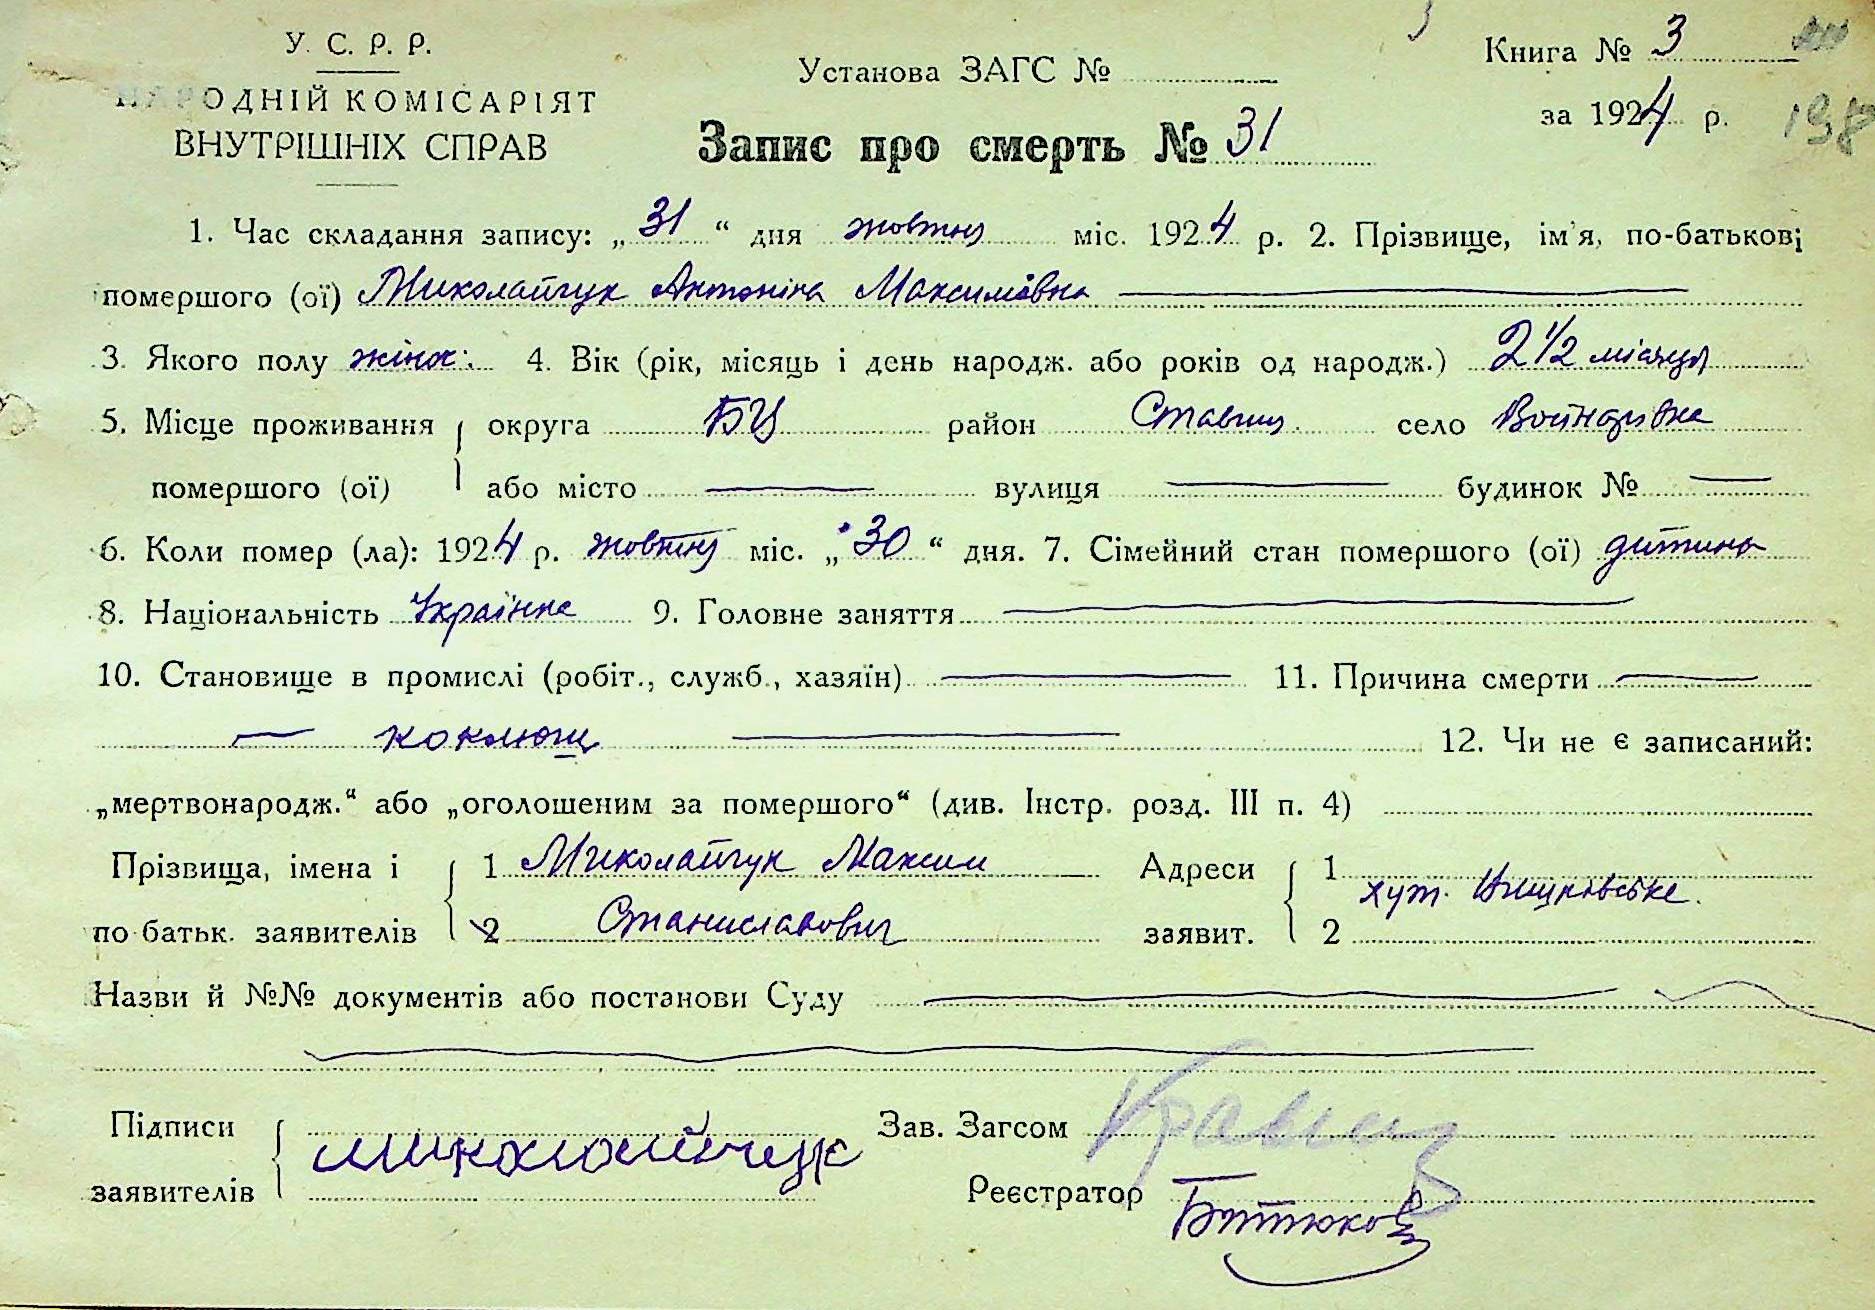 У. С. Р. Р.
НАРОДНІЙ КОМІСАРІЯТ
ВНУТРІШНІХ СПРАВ
Установа ЗАГС №
Книга № 3
за 1924 р.
198
Запис про смерть № 31
1. Час складання запису: „31“ дня жовтня міс. 1924 р. 2. Прізвище, ім'я, по-батькові
помершого (ої) Миколайчук Антоніна Максимівна
3. Якого полу жіноч. 4. Вік (рік, місяць і день народж. або років од народж.) 2 1/2 місяця
5. Місце проживання округа БЦ район Ставищ. село Войнарівка
помершого (ої) або місто — вулиця — будинок № —
6. Коли помер (ла): 1924 р. жовтня міс. „30“ дня. 7. Сімейний стан помершого (ої) дитина
8. Національність Українка 9. Головне заняття —
10. Становище в промислі (робіт., служб., хазяїн) — 11. Причина смерти —
— коклющ — 12. Чи не є записаний:
„мертвонародж.“ або „оголошеним за помершого“ (див. Інстр. розд. III п. 4)
Прізвища, імена і 1 Миколайчук Максим Адреси 1
хут.
по батьк. заявителів 2 Станиславович заявит. 2
Назви й №№ документів або постанови Суду —
Підписи Миколайчук Зав. Загсом
заявителів Реєстратор